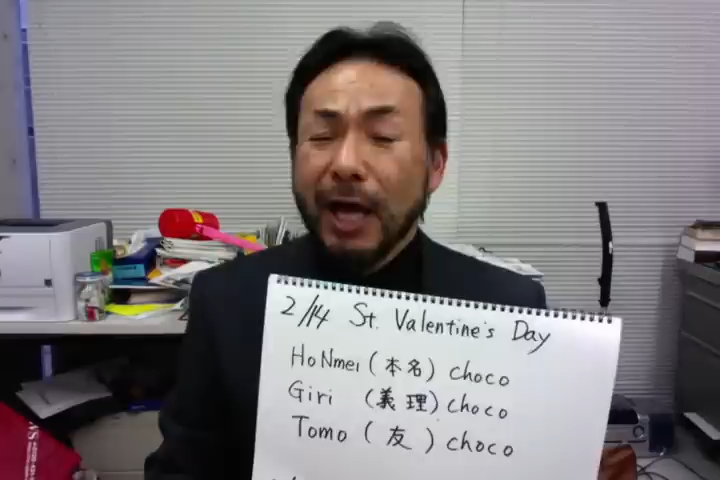 2/14 St. Valentine's Day
HoNmei (本名) choco
Giri (義理) choco
Tomo (友) choco